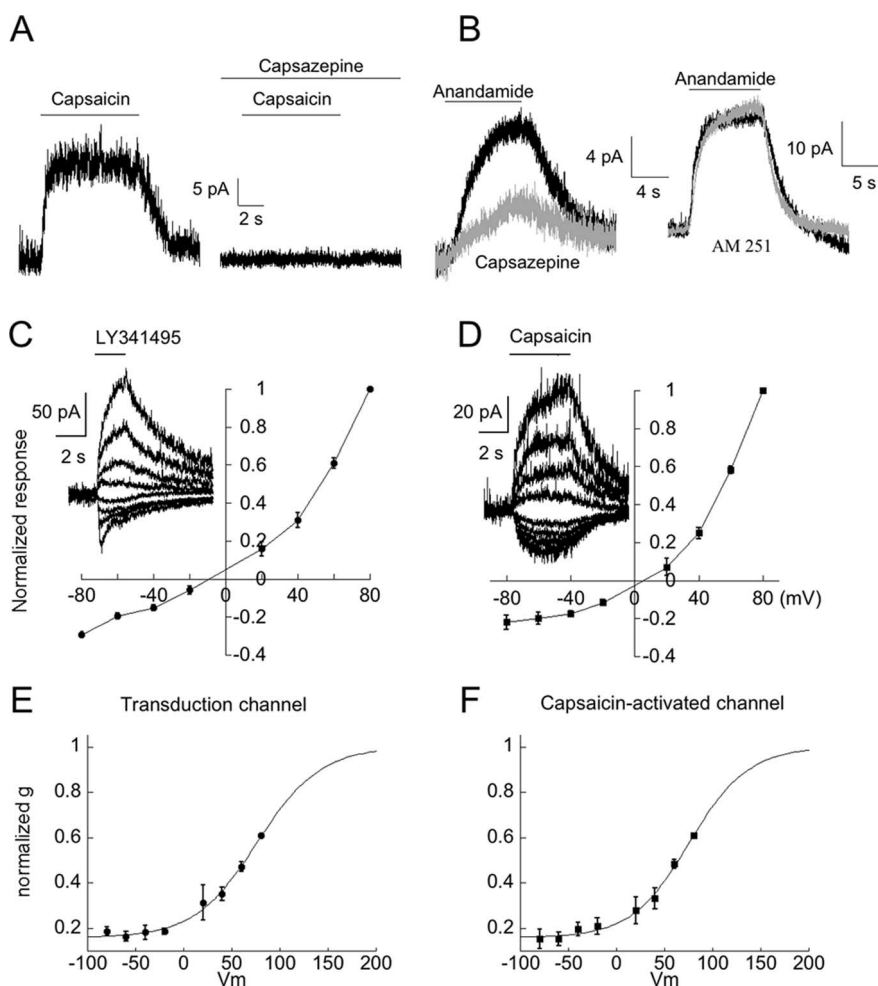 A
B
Capsazepine
Capsaicin
Capsaicin
5 pA
2 s
Anandamide
4 pA
4 s
Capsazepine
Anandamide
10 pA
5 s
AM 251
C
D
LY341495
50 pA
2 s
Normalized response
1
0.8
0.6
0.4
0.2
0
-0.2
-0.4
-80
-40
0
40
80
Capsaicin
20 pA
2 s
1
0.8
0.6
0.4
0.2
0
-0.2
-0.4
-80
-40
0
40
80
(mV)
E
Transduction channel
normalized g
1
0.8
0.6
0.4
0.2
-100
-50
0
50
100
150
200
Vm
F
Capsaicin-activated channel
1
0.8
0.6
0.4
0.2
-100
-50
0
50
100
150
200
Vm